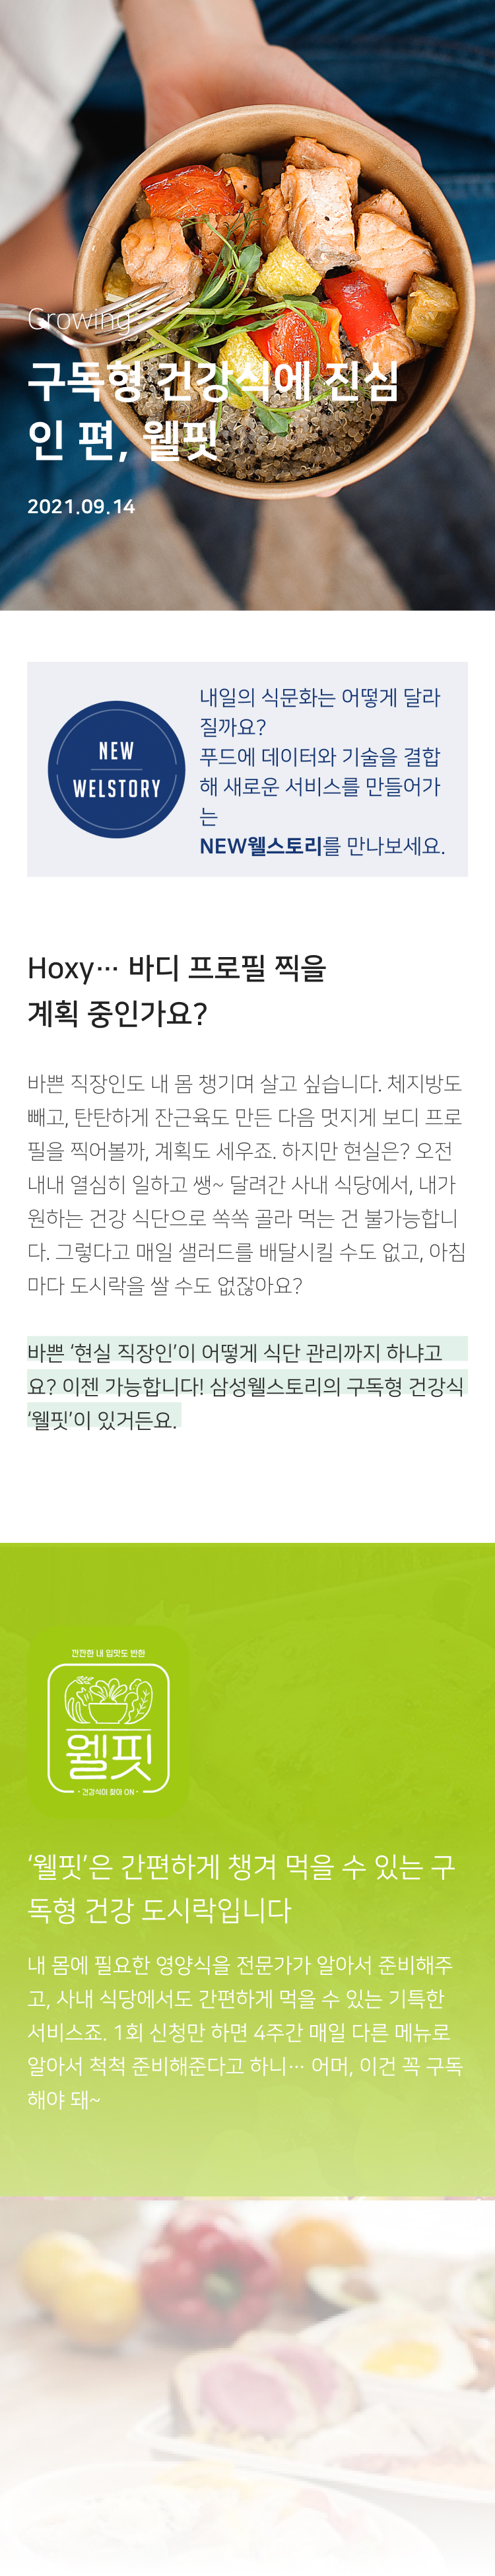 Growing
구독형 건강식에 진심
인 편, 웰핏
2021.09.14
NEW
WELSTORY
내일의 식문화는 어떻게 달라
질까요?
푸드에 데이터와 기술을 결합
해 새로운 서비스를 만들어가
는
NEW웰스토리를 만나보세요.
Hoxy… 바디 프로필 찍을
계획 중인가요?
바쁜 직장인도 내 몸 챙기며 살고 싶습니다. 체지방도
빼고, 탄탄하게 잔근육도 만든 다음 멋지게 보디 프로
필을 찍어볼까, 계획도 세우죠. 하지만 현실은? 오전
내내 열심히 일하고 쌩~ 달려간 사내 식당에서, 내가
원하는 건강 식단으로 쏙쏙 골라 먹는 건 불가능합니
다. 그렇다고 매일 샐러드를 배달시킬 수도 없고, 아침
마다 도시락을 쌀 수도 없잖아요?
바쁜 ‘현실 직장인’이 어떻게 식단 관리까지 하냐고
요? 이젠 가능합니다! 삼성웰스토리의 구독형 건강식
‘웰핏’이 있거든요.
깐깐한 내 입맛도 반한
웰핏
• 건강식이 찾아 ON •
‘웰핏’은 간편하게 챙겨 먹을 수 있는 구
독형 건강 도시락입니다
내 몸에 필요한 영양식을 전문가가 알아서 준비해주
고, 사내 식당에서도 간편하게 먹을 수 있는 기특한
서비스죠. 1회 신청만 하면 4주간 매일 다른 메뉴로
알아서 척척 준비해준다고 하니… 어머, 이건 꼭 구독
해야 돼~